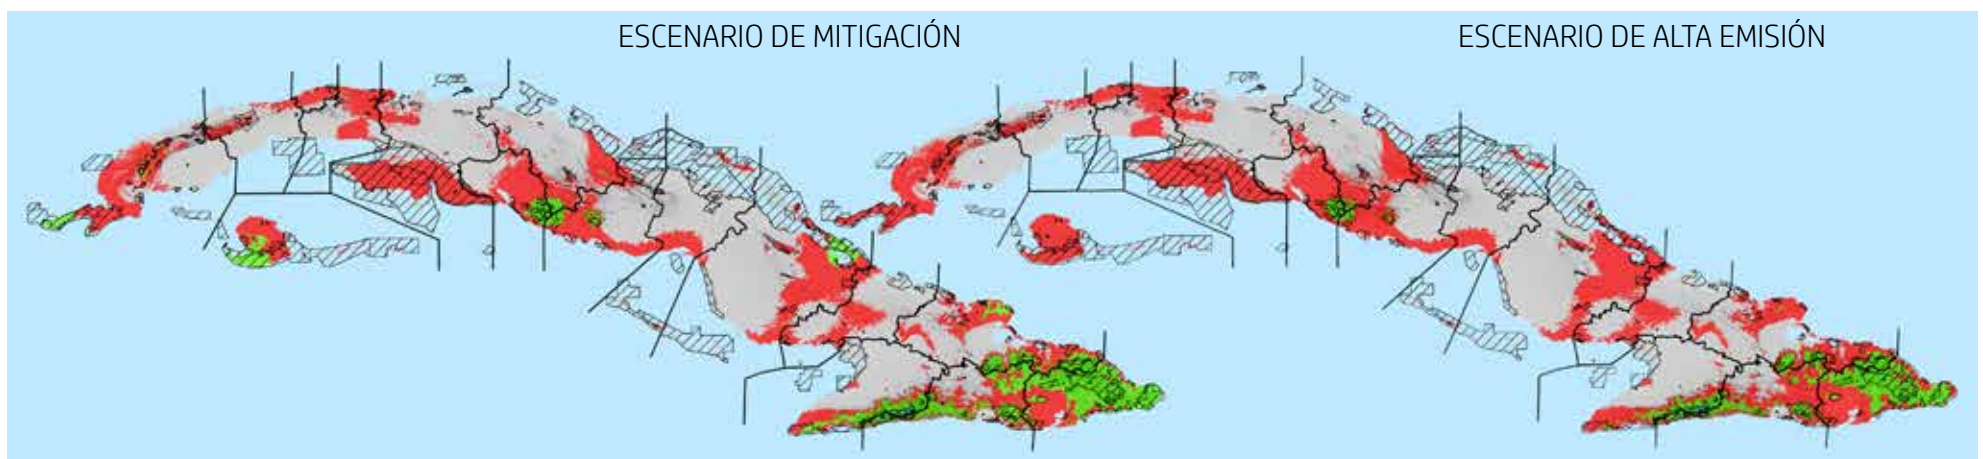 ESCENARIO DE MITIGACIÓN
ESCENARIO DE ALTA EMISIÓN